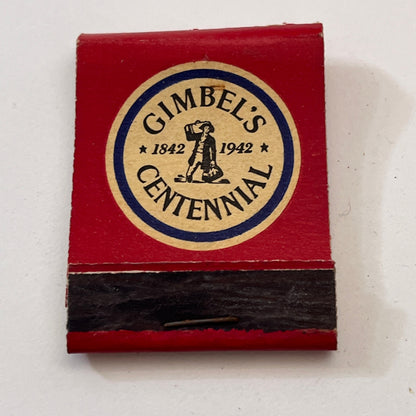 GIMBEL'S
★ 1842 1942 ★
CENTENNIAL